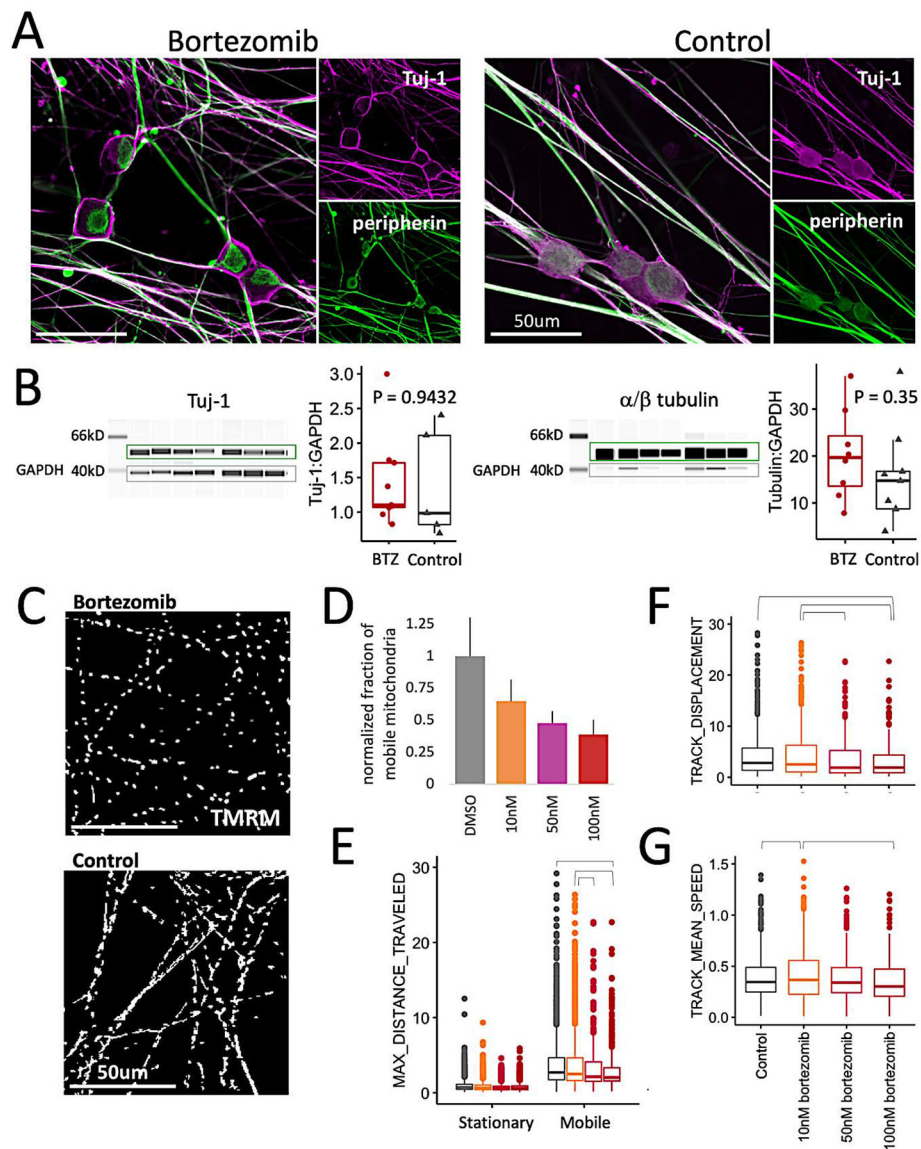 A
Bortezomib
Control
Tuj-1
peripherin
Tuj-1
peripherin
50um
B
Tuj-1
66kD
GAPDH 40kD
Tuj-1:GAPDH
3.0
2.5
2.0
1.5
1.0
P = 0.9432
BTZ Control
α/β tubulin
66kD
GAPDH 40kD
Tubulin:GAPDH
30
20
10
P = 0.35
BTZ Control
C
Bortezomib
TMRM
Control
50um
D
normalized fraction of
mobile mitochondria
1.25
1
0.75
0.5
0.25
0
DMSO
10nM
50nM
100nM
E
MAX_DISTANCE_TRAVELED
30
20
10
0
Stationary Mobile
F
TRACK_DISPLACEMENT
30
20
10
0
G
TRACK_MEAN_SPEED
1.5
1.0
0.5
0.0
Control
10nM bortezomib
50nM bortezomib
100nM bortezomib